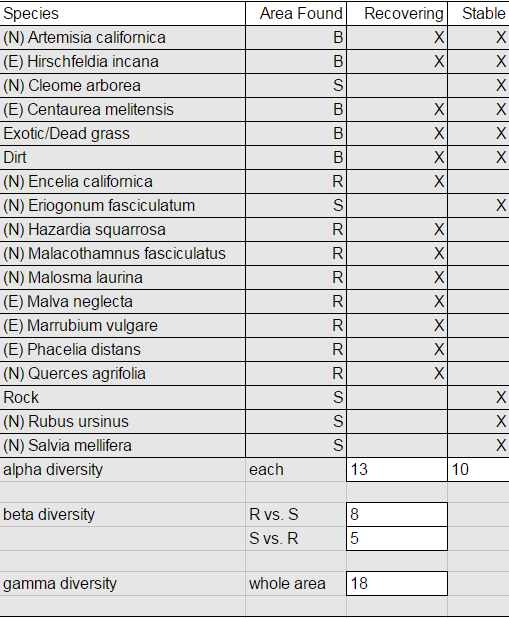 Species Area Found Recovering Stable
(N) Artemisia californica B X X
(E) Hirschfeldia incana B X X
(N) Cleome arborea S X
(E) Centaurea melitensis B X X
Exotic/Dead grass B X X
Dirt B X X
(N) Encelia californica R X
(N) Eriogonum fasciculatum S X
(N) Hazardia squarrosa R X
(N) Malacothamnus fasciculatus R X
(N) Malosma laurina R X
(E) Malva neglecta R X
(E) Marrubium vulgare R X
(E) Phacelia distans R X
(N) Querces agrifolia R X
Rock S X
(N) Rubus ursinus S X
(N) Salvia mellifera S X
alpha diversity each 13 10
beta diversity R vs. S 8
S vs. R 5
gamma diversity whole area 18